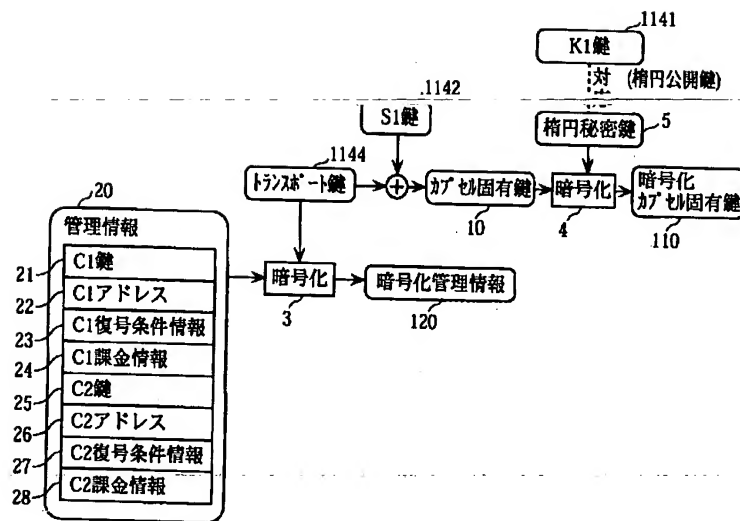 1141
K1鍵
対
(楕円公開鍵)
1142
S1鍵
5
楕円秘密鍵
1144
トランスポート鍵
カプセル固有鍵
10
暗号化
4
暗号化
カプセル固有鍵
110
20
管理情報
21
C1鍵
22
C1アドレス
23
C1復号条件情報
24
C1課金情報
25
C2鍵
26
C2アドレス
27
C2復号条件情報
28
C2課金情報
暗号化
3
暗号化管理情報
120